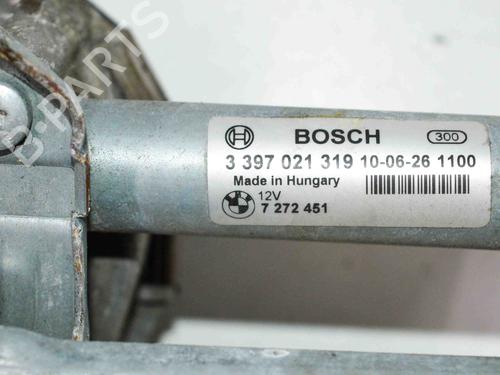 BOSCH 300
3 397 021 319 10-06-26 1100
Made in Hungary
12V
7 272 451
B-Parts